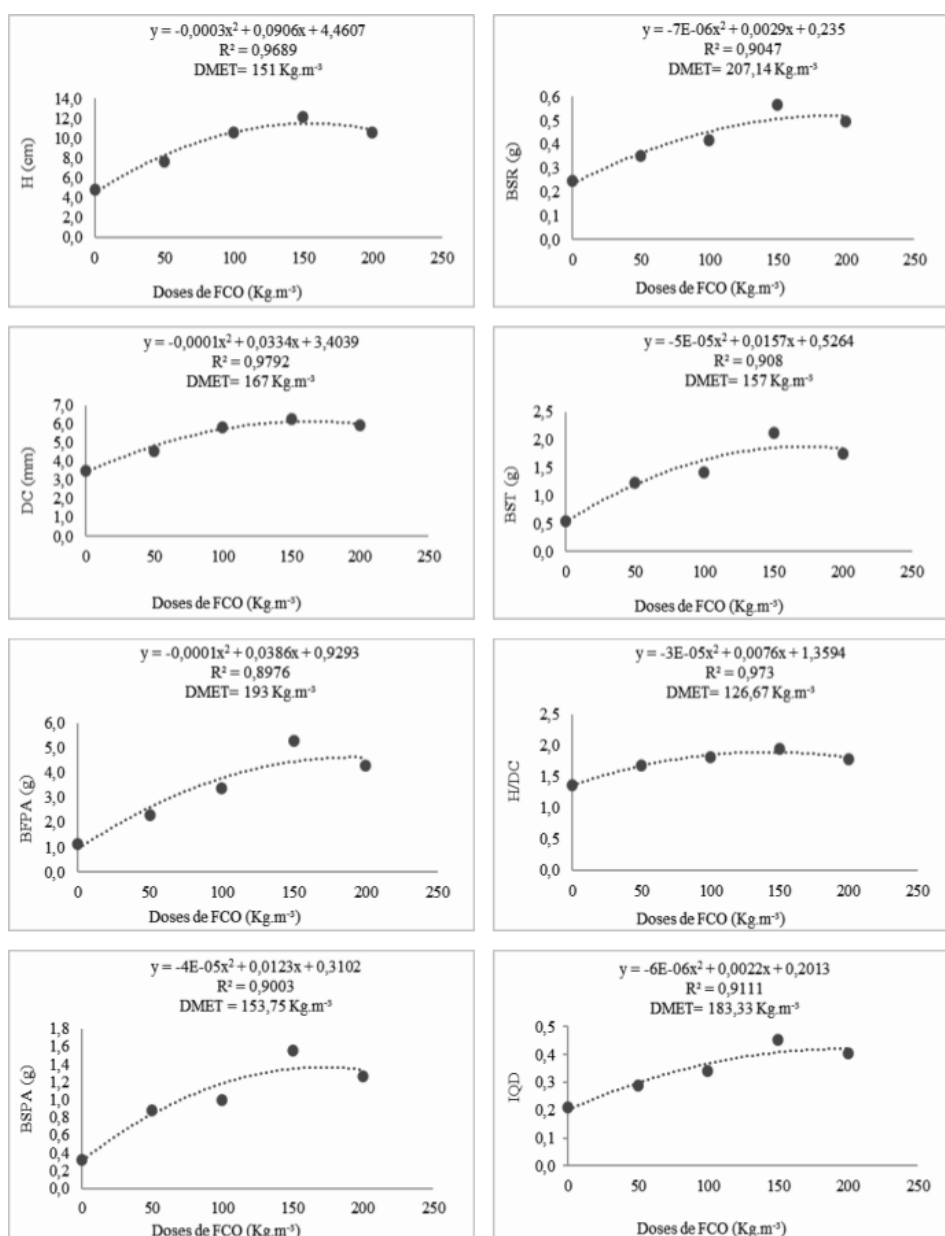 y = -0,0003x² + 0,0906x + 4,4607
R² = 0,9689
DMET= 151 Kg.m⁻³
14,0
12,0
10,0
8,0
6,0
4,0
2,0
0,0
H (cm)
0 50 100 150 200 250
Doses de FCO (Kg.m⁻³)
y = -7E-06x² + 0,0029x + 0,235
R² = 0,9047
DMET= 207,14 Kg.m⁻³
0,6
0,5
0,4
0,3
0,2
0,1
0,0
BSR (g)
0 50 100 150 200 250
Doses de FCO (Kg.m⁻³)
y = -0,0001x² + 0,0334x + 3,4039
R² = 0,9792
DMET= 167 Kg.m⁻³
7,0
6,0
5,0
4,0
3,0
2,0
1,0
0,0
DC (mm)
0 50 100 150 200 250
Doses de FCO (Kg.m⁻³)
y = -5E-05x² + 0,0157x + 0,5264
R² = 0,908
DMET= 157 Kg.m⁻³
2,5
2,0
1,5
1,0
0,5
0,0
BST (g)
0 50 100 150 200 250
Doses de FCO (Kg.m⁻³)
y = -0,0001x² + 0,0386x + 0,9293
R² = 0,8976
DMET= 193 Kg.m⁻³
6,0
5,0
4,0
3,0
2,0
1,0
0,0
BFPA (g)
0 50 100 150 200 250
Doses de FCO (Kg.m⁻³)
y = -3E-05x² + 0,0076x + 1,3594
R² = 0,973
DMET= 126,67 Kg.m⁻³
2,5
2,0
1,5
1,0
0,5
0,0
H/DC
0 50 100 150 200 250
Doses de FCO (Kg.m⁻³)
y = -4E-05x² + 0,0123x + 0,3102
R² = 0,9003
DMET = 153,75 Kg.m⁻³
1,8
1,6
1,4
1,2
1,0
0,8
0,6
0,4
0,2
0,0
BSPA (g)
0 50 100 150 200 250
Doses de FCO (Kg.m⁻³)
y = -6E-06x² + 0,0022x + 0,2013
R² = 0,9111
DMET= 183,33 Kg.m⁻³
0,5
0,4
0,3
0,2
0,1
0,0
IQD
0 50 100 150 200 250
Doses de FCO (Kg.m⁻³)